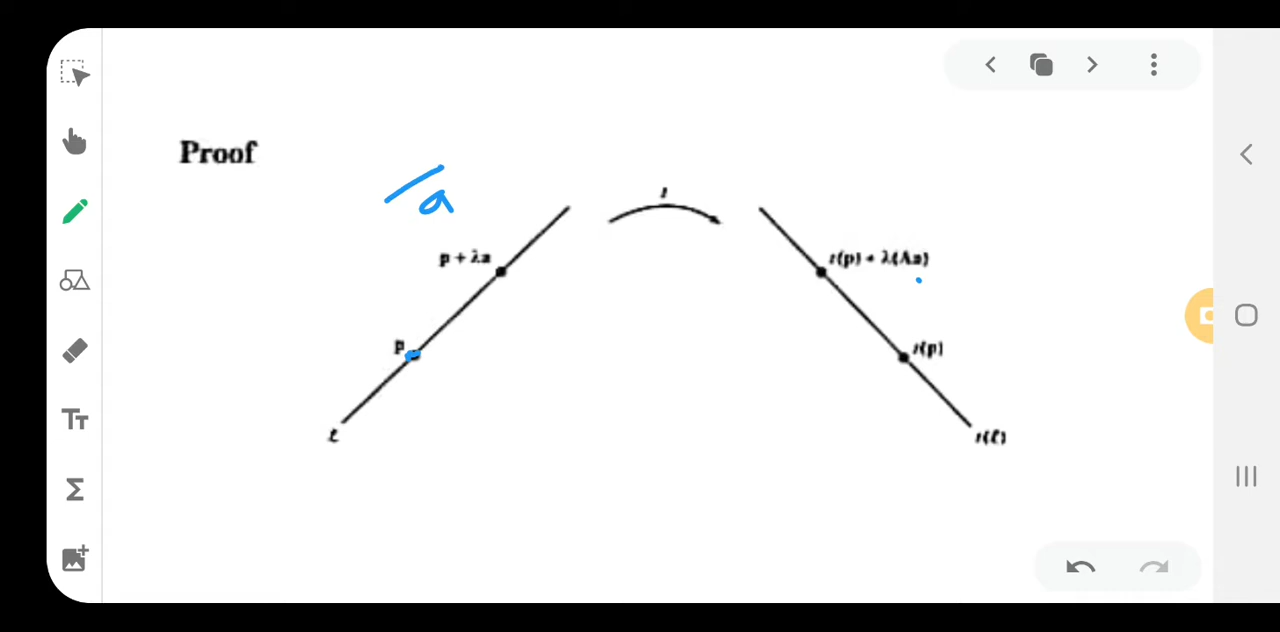 Proof
a
p + λa
t(p) + λ(Aa)
p
t(p)
ℓ
t(ℓ)